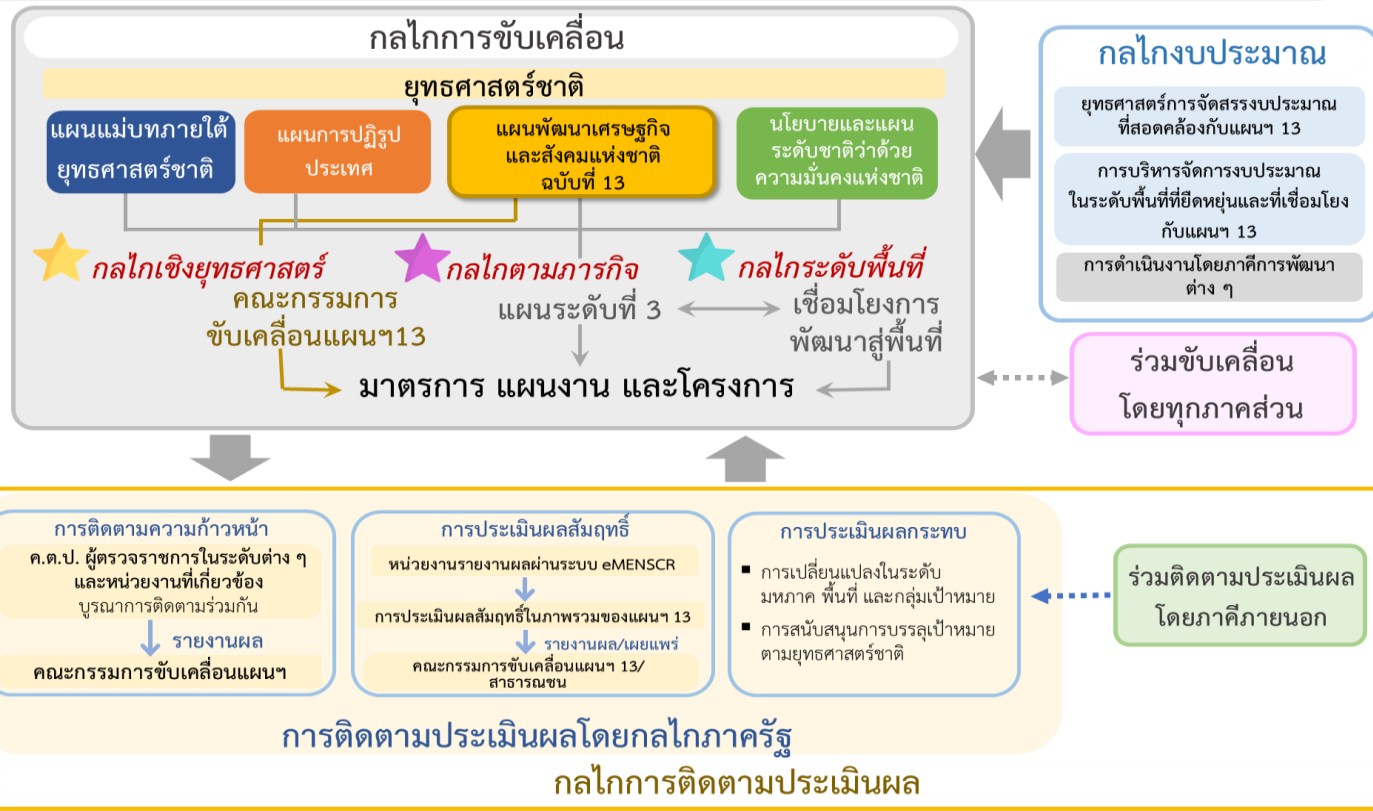 กลไกการขับเคลื่อน
ยุทธศาสตร์ชาติ
แผนแม่บทภายใต้
ยุทธศาสตร์ชาติ
แผนการปฏิรูป
ประเทศ
แผนพัฒนาเศรษฐกิจ
และสังคมแห่งชาติ
ฉบับที่ 13
นโยบายและแผน
ระดับชาติว่าด้วย
ความมั่นคงแห่งชาติ
กลไกเชิงยุทธศาสตร์
คณะกรรมการ
ขับเคลื่อนแผนฯ13
กลไกตามภารกิจ
แผนระดับที่ 3
กลไกระดับพื้นที่
เชื่อมโยงการ
พัฒนาสู่พื้นที่
มาตรการ แผนงาน และโครงการ
กลไกงบประมาณ
ยุทธศาสตร์การจัดสรรงบประมาณ
ที่สอดคล้องกับแผนฯ 13
การบริหารจัดการงบประมาณ
ในระดับพื้นที่ที่ยืดหยุ่นและที่เชื่อมโยง
กับแผนฯ 13
การดำเนินงานโดยภาคีการพัฒนา
ต่าง ๆ
ร่วมขับเคลื่อน
โดยทุกภาคส่วน
การติดตามความก้าวหน้า
ค.ต.ป. ผู้ตรวจราชการในระดับต่าง ๆ
และหน่วยงานที่เกี่ยวข้อง
บูรณาการติดตามร่วมกัน
รายงานผล
คณะกรรมการขับเคลื่อนแผนฯ
การประเมินผลสัมฤทธิ์
หน่วยงานรายงานผลผ่านระบบ eMENSCR
การประเมินผลสัมฤทธิ์ในภาพรวมของแผนฯ 13
รายงานผล/เผยแพร่
คณะกรรมการขับเคลื่อนแผนฯ 13/
สาธารณชน
การประเมินผลกระทบ
▪ การเปลี่ยนแปลงในระดับ
มหภาค พื้นที่ และกลุ่มเป้าหมาย
▪ การสนับสนุนการบรรลุเป้าหมาย
ตามยุทธศาสตร์ชาติ
ร่วมติดตามประเมินผล
โดยภาคีภายนอก
การติดตามประเมินผลโดยกลไกภาครัฐ
กลไกการติดตามประเมินผล